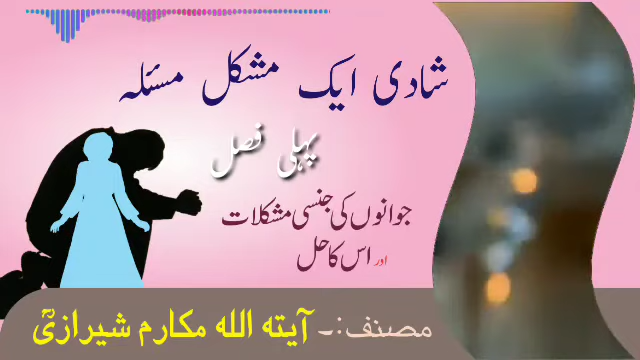 شادی ایک مشکل مسئلہ
پہلی فصل
جوانوں کی جنسی مشکلات
اور اس کا حل
مصنف:۔ آیتہ اللہ مکارم شیرازیؒ